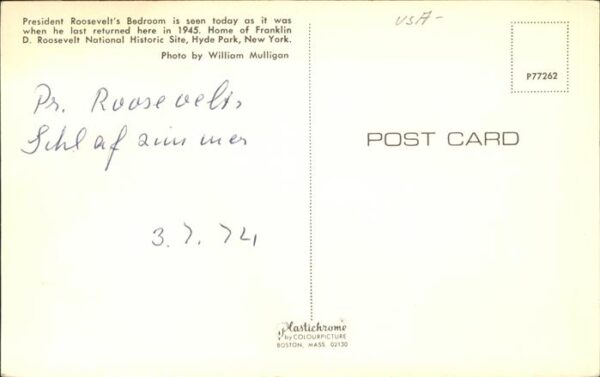 President Roosevelt's Bedroom is seen today as it was
when he last returned here in 1945. Home of Franklin
D. Roosevelt National Historic Site, Hyde Park, New York.
Photo by William Mulligan
USA-
P77262
Pr. Roosevelts
Schlafzimmer
POST CARD
3.7.74
Plastichrome
by COLOURPICTURE
BOSTON, MASS 02130